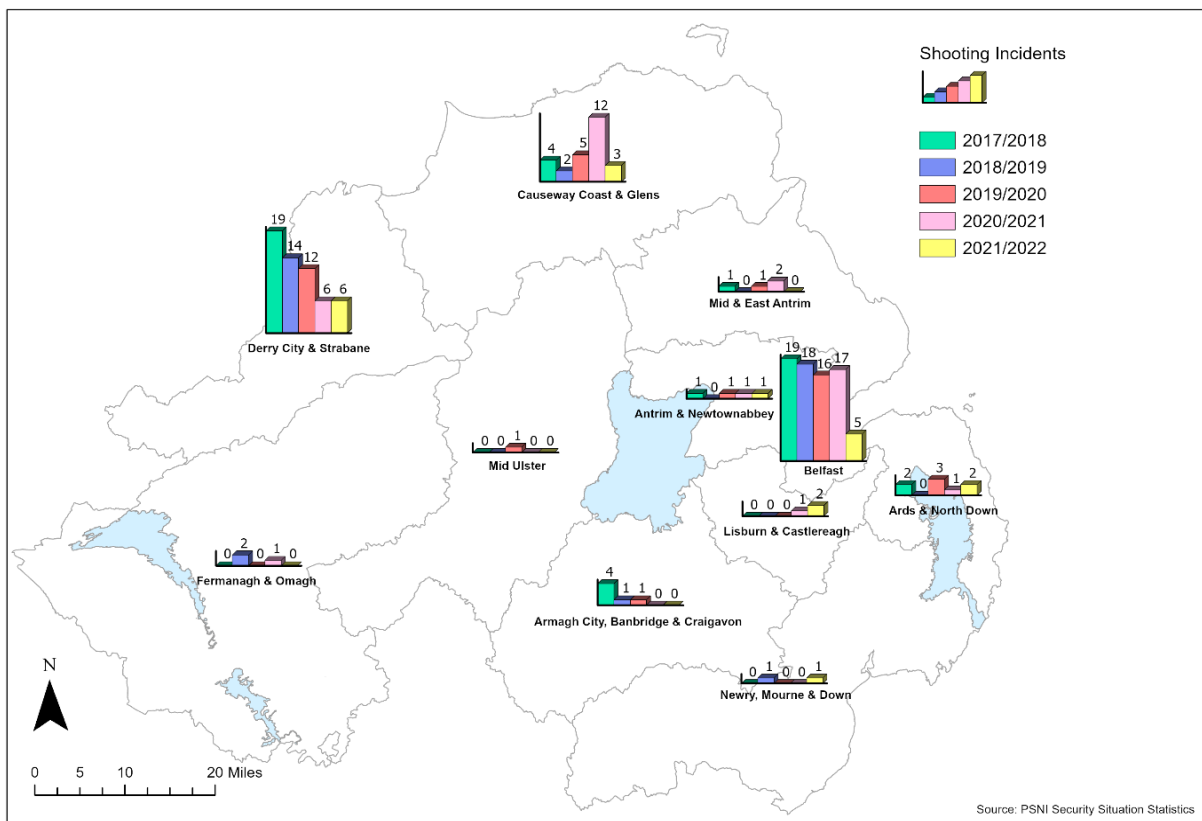 Shooting Incidents
2017/2018
2018/2019
2019/2020
2020/2021
2021/2022
4 2 5 12 3
Causeway Coast & Glens
19 14 12 6 6
Derry City & Strabane
1 0 1 2 0
Mid & East Antrim
1 0 1 1 1
Antrim & Newtownabbey
19 18 16 17 5
Belfast
0 0 1 0 0
Mid Ulster
2 0 3 1 2
Ards & North Down
0 0 0 1 2
Lisburn & Castlereagh
0 2 0 1 0
Fermanagh & Omagh
4 1 1 0 0
Armagh City, Banbridge & Craigavon
0 1 0 0 1
Newry, Mourne & Down
N
0 5 10 20 Miles
Source: PSNI Security Situation Statistics